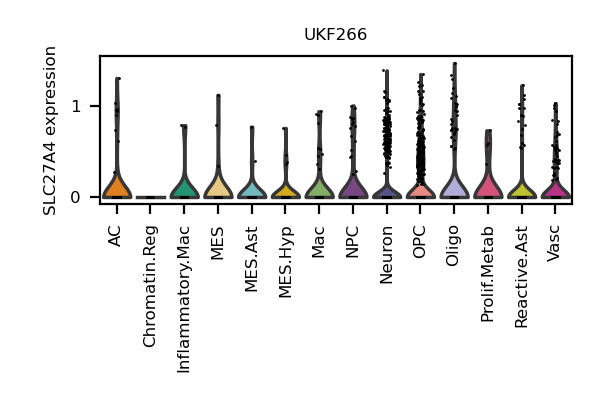 UKF266
SLC27A4 expression
1
0
AC
Chromatin.Reg
Inflammatory.Mac
MES
MES.Ast
MES.Hyp
Mac
NPC
Neuron
OPC
Oligo
Prolif.Metab
Reactive.Ast
Vasc